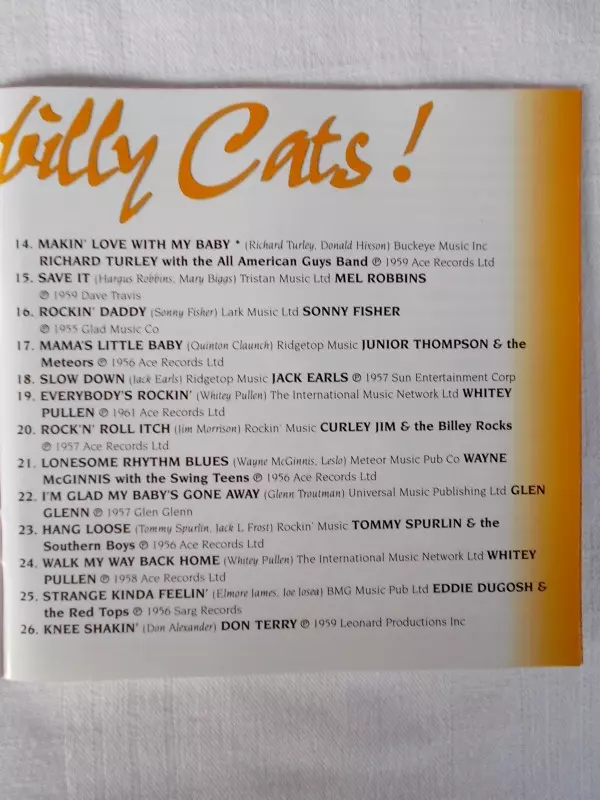 billy Cats!
14. MAKIN' LOVE WITH MY BABY * (Richard Turley, Donald Hixson) Buckeye Music Inc
RICHARD TURLEY with the All American Guys Band ℗ 1959 Ace Records Ltd
15. SAVE IT (Hargus Robbins, Mary Biggs) Tristan Music Ltd MEL ROBBINS
℗ 1959 Dave Travis
16. ROCKIN' DADDY (Sonny Fisher) Lark Music Ltd SONNY FISHER
℗ 1955 Glad Music Co
17. MAMA'S LITTLE BABY (Quinton Claunch) Ridgetop Music JUNIOR THOMPSON & the
Meteors ℗ 1956 Ace Records Ltd
18. SLOW DOWN (Jack Earls) Ridgetop Music JACK EARLS ℗ 1957 Sun Entertainment Corp
19. EVERYBODY'S ROCKIN' (Whitey Pullen) The International Music Network Ltd WHITEY
PULLEN ℗ 1961 Ace Records Ltd
20. ROCK'N' ROLL ITCH (Jim Morrison) Rockin' Music CURLEY JIM & the Billey Rocks
℗ 1957 Ace Records Ltd
21. LONESOME RHYTHM BLUES (Wayne McGinnis, Leslo) Meteor Music Pub Co WAYNE
McGINNIS with the Swing Teens ℗ 1956 Ace Records Ltd
22. I'M GLAD MY BABY'S GONE AWAY (Glenn Troutman) Universal Music Publishing Ltd GLEN
GLENN ℗ 1957 Glen Glenn
23. HANG LOOSE (Tommy Spurlin, Jack L Frost) Rockin' Music TOMMY SPURLIN & the
Southern Boys ℗ 1956 Ace Records Ltd
24. WALK MY WAY BACK HOME (Whitey Pullen) The International Music Network Ltd WHITEY
PULLEN ℗ 1958 Ace Records Ltd
25. STRANGE KINDA FEELIN' (Elmore James, Joe Josea) BMG Music Pub Ltd EDDIE DUGOSH &
the Red Tops ℗ 1956 Sarg Records
26. KNEE SHAKIN' (Don Alexander) DON TERRY ℗ 1959 Leonard Productions Inc